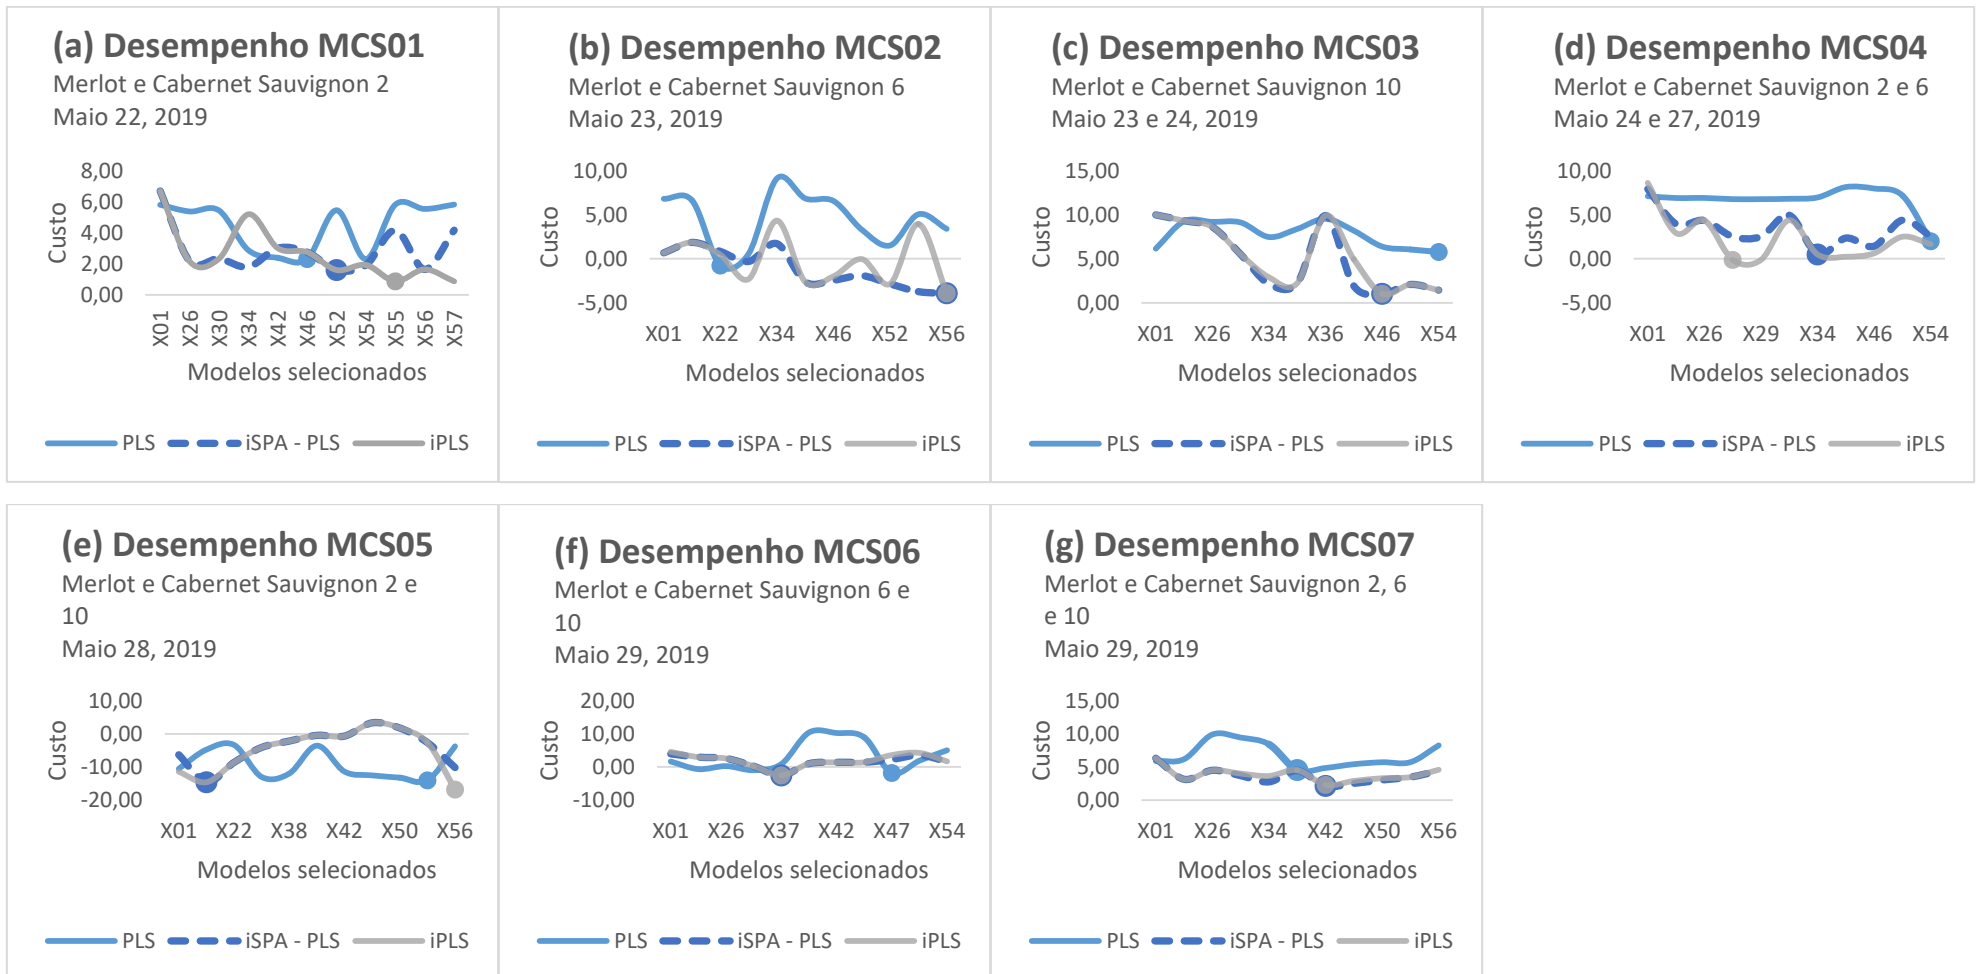 (a) Desempenho MCS01
Merlot e Cabernet Sauvignon 2
Maio 22, 2019
8,00
6,00
4,00
2,00
0,00
Custo
X01 X26 X30 X34 X42 X46 X52 X54 X55 X56 X57
Modelos selecionados
PLS iSPA - PLS iPLS
(b) Desempenho MCS02
Merlot e Cabernet Sauvignon 6
Maio 23, 2019
10,00
5,00
0,00
-5,00
Custo
X01 X22 X34 X46 X52 X56
Modelos selecionados
PLS iSPA - PLS iPLS
(c) Desempenho MCS03
Merlot e Cabernet Sauvignon 10
Maio 23 e 24, 2019
15,00
10,00
5,00
0,00
Custo
X01 X26 X34 X36 X46 X54
Modelos selecionados
PLS iSPA - PLS iPLS
(d) Desempenho MCS04
Merlot e Cabernet Sauvignon 2 e 6
Maio 24 e 27, 2019
10,00
5,00
0,00
-5,00
Custo
X01 X26 X29 X34 X46 X54
Modelos selecionados
PLS iSPA - PLS iPLS
(e) Desempenho MCS05
Merlot e Cabernet Sauvignon 2 e
10
Maio 28, 2019
10,00
0,00
-10,00
-20,00
Custo
X01 X22 X38 X42 X50 X56
Modelos selecionados
PLS iSPA - PLS iPLS
(f) Desempenho MCS06
Merlot e Cabernet Sauvignon 6 e
10
Maio 29, 2019
20,00
10,00
0,00
-10,00
Custo
X01 X26 X37 X42 X47 X54
Modelos selecionados
PLS iSPA - PLS iPLS
(g) Desempenho MCS07
Merlot e Cabernet Sauvignon 2, 6
e 10
Maio 29, 2019
15,00
10,00
5,00
0,00
Custo
X01 X26 X34 X42 X50 X56
Modelos selecionados
PLS iSPA - PLS iPLS